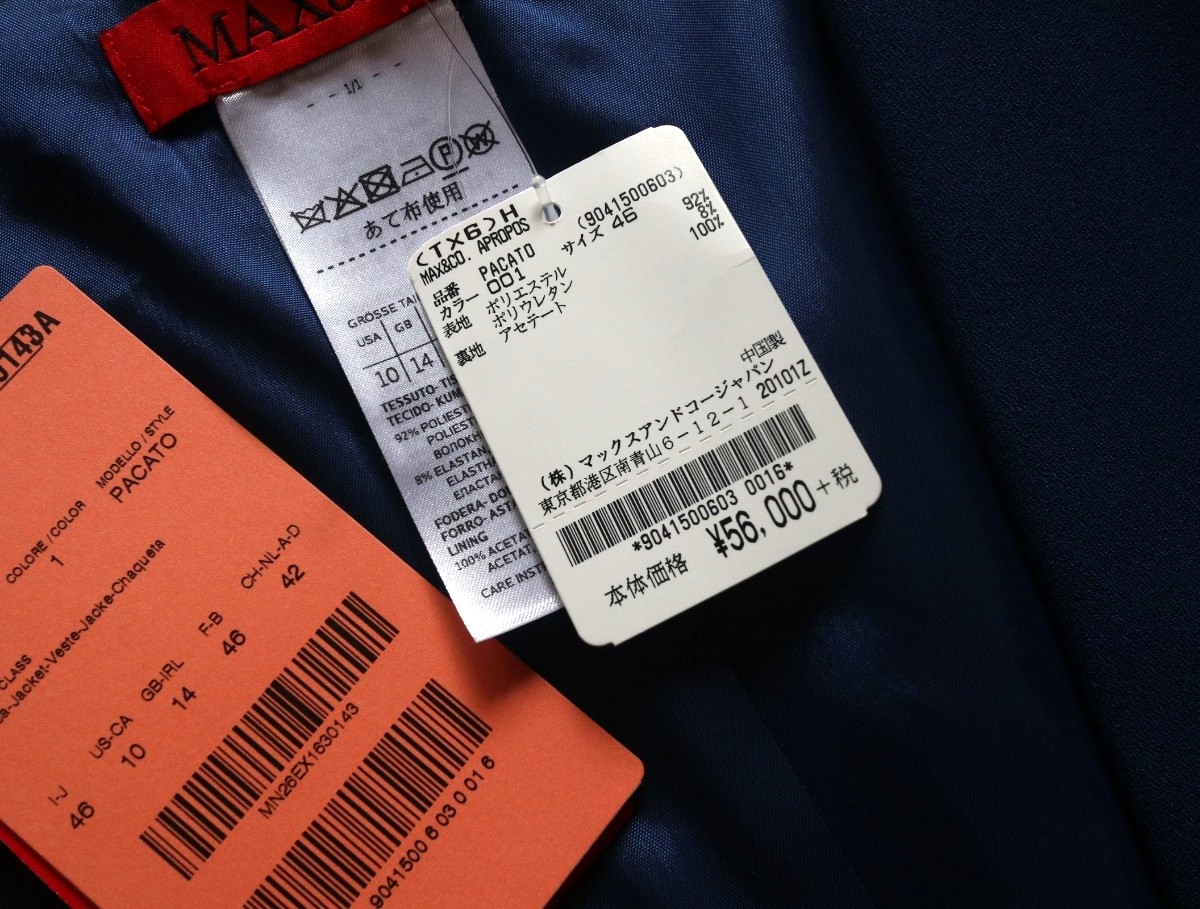 MAX&
- - 1/1 - -
あて布使用
GROSSE TAI
USA GB
10 14
TESSUTO-TIS
TECIDO-KUM
92% POLIEST
POLIEST
ВОЛОКН
8% ELASTAN
ELASTHA
ЕЛАСТАН
FODERA-DO
FORRO-AST
LINING
100% ACETA
ACETAT
CARE INST
(TX6)H
MAX&CO. APROPOS (9041500603)
品番 PACATO サイズ 46
カラー 001
表地 ポリエステル 92%
ポリウレタン 8%
裏地 アセテート 100%
中国製
(株)マックスアンドコージャパン
東京都港区南青山6-12-1 20101Z
*9041500603 0016*
本体価格 ¥56,000+税
0143A
COLORE/COLOR MODELLO/STYLE
1 PACATO
CLASS
a-Jacket-Veste-Jacke-Chaqueta
I-J US-CA GB-IRL F-B CH-NL-A-D
46 10 14 46 42
MN26EX1630143
9041500 6 03 0 01 6